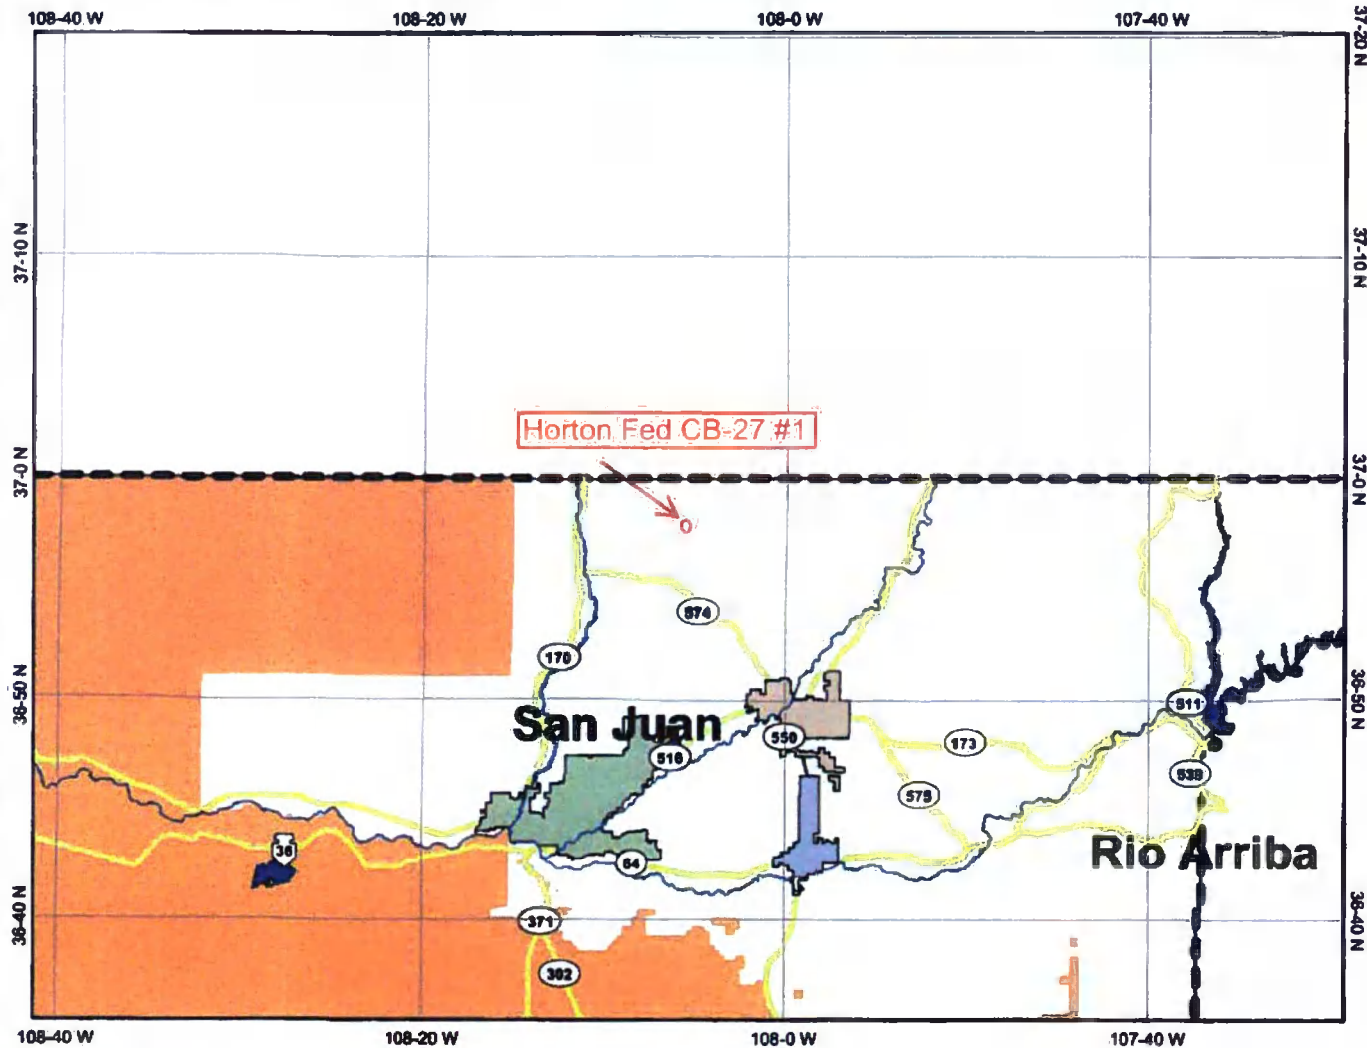 108-40 W
108-20 W
108-0 W
107-40 W
37-20 N
37-10 N
37-10 N
Horton Fed CB-27 #1
37-0 N
37-0 N
574
170
36-50 N
36-50 N
511
San Juan
550
516
173
539
575
36
64
Rio Arriba
36-40 N
36-40 N
371
302
108-40 W
108-20 W
108-0 W
107-40 W